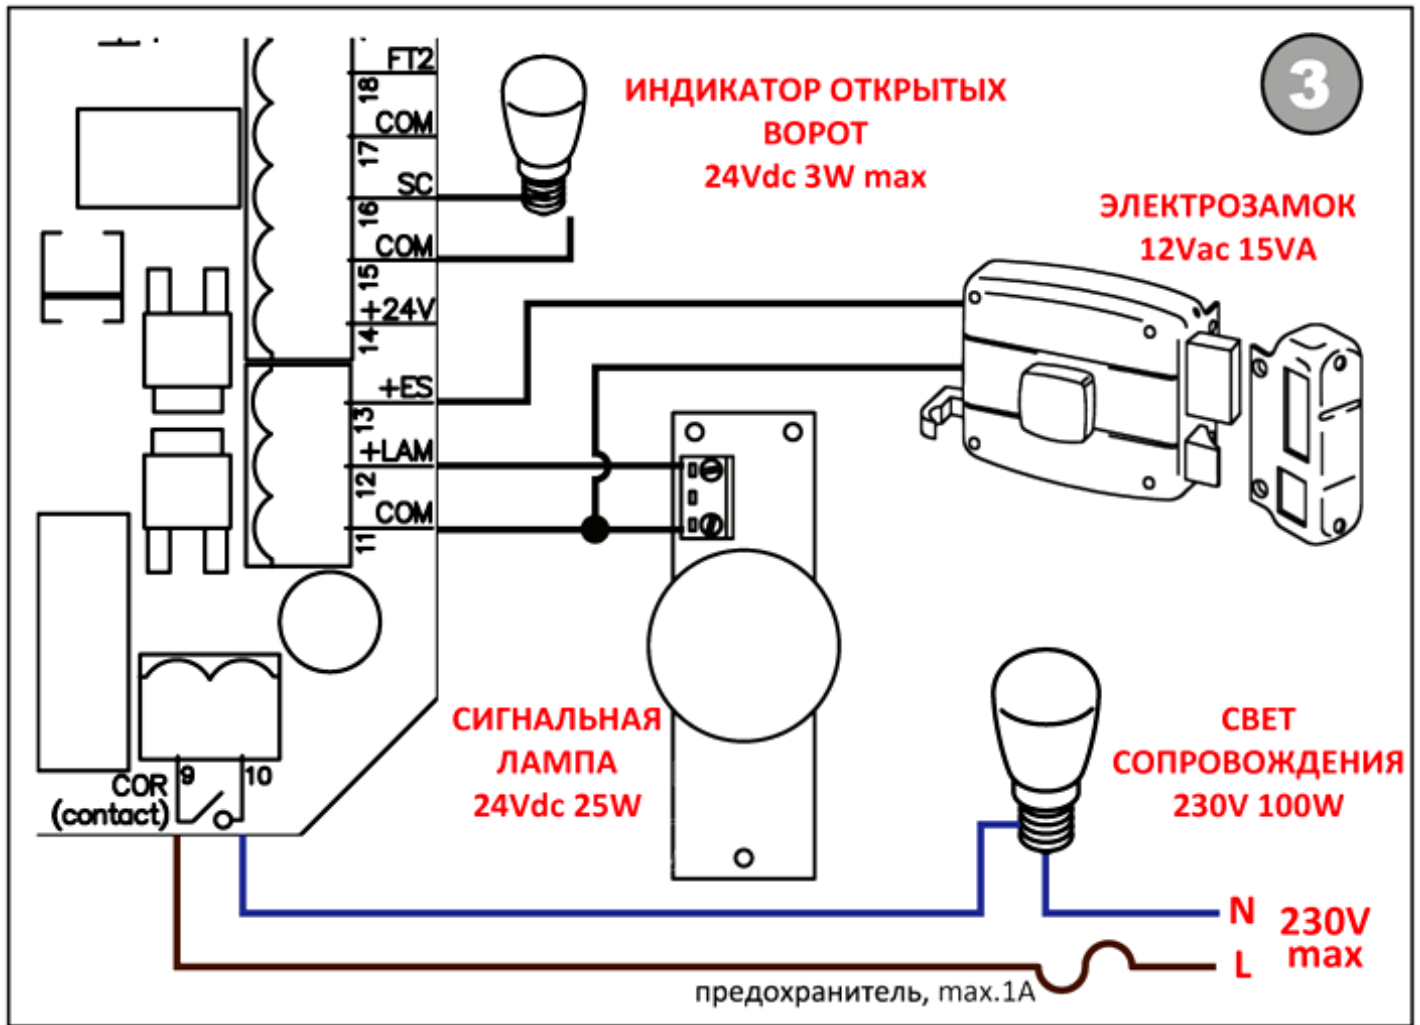 3
FT2
18
COM
17
SC
16
COM
15
+24V
14
+ES
13
+LAM
12
COM
11
ИНДИКАТОР ОТКРЫТЫХ
ВОРОТ
24Vdc 3W max
ЭЛЕКТРОЗАМОК
12Vac 15VA
СИГНАЛЬНАЯ
ЛАМПА
24Vdc 25W
СВЕТ
СОПРОВОЖДЕНИЯ
230V 100W
9 10
COR
(contact)
N
L
230V
max
предохранитель, max.1A